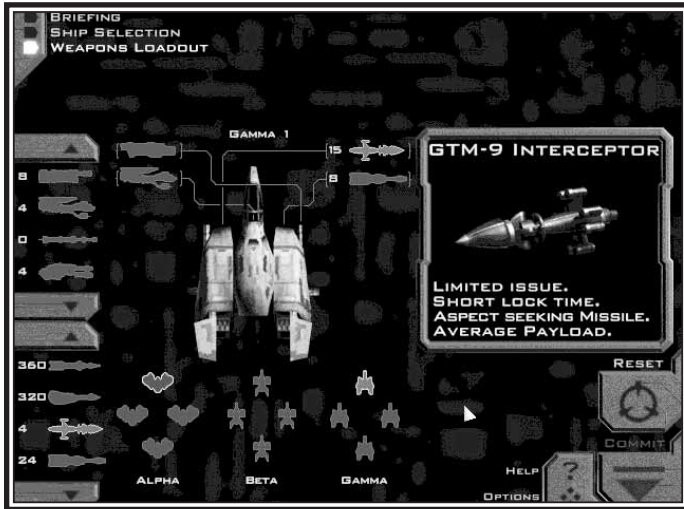 BRIEFING
SHIP SELECTION
WEAPONS LOADOUT
GAMMA 1
15
8
GTM-9 INTERCEPTOR
LIMITED ISSUE.
SHORT LOCK TIME.
ASPECT SEEKING MISSILE.
AVERAGE PAYLOAD.
8
4
0
4
360
320
4
24
ALPHA
BETA
GAMMA
RESET
COMMIT
HELP
?
OPTIONS